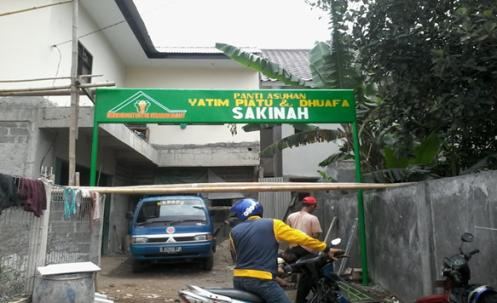 PANTI ASUHAN
YATIM PIATU & DHUAFA
SAKINAH